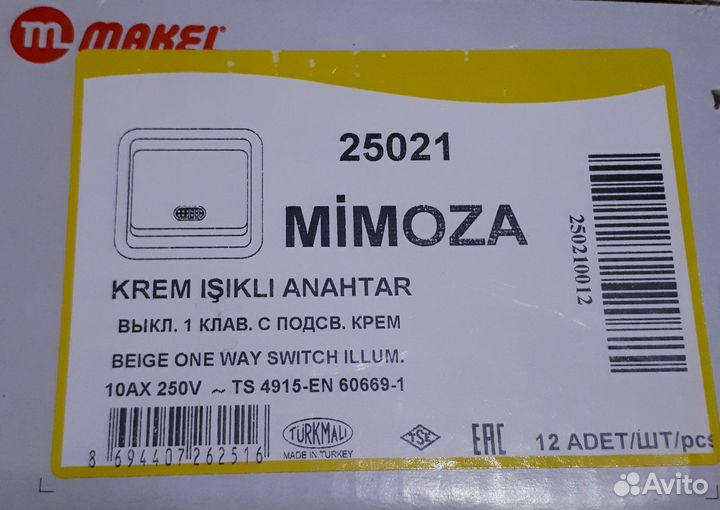 m MAKEL
25021
MİMOZA
250210012
KREM IŞIKLI ANAHTAR
ВЫКЛ. 1 КЛАВ. С ПОДСВ. КРЕМ
BEIGE ONE WAY SWITCH ILLUM.
10AX 250V ~ TS 4915-EN 60669-1
8 694407 262516
TÜRKMALI
MADE IN TURKEY
TSE
EAC
12 ADET/ШТ/pcs
Avito